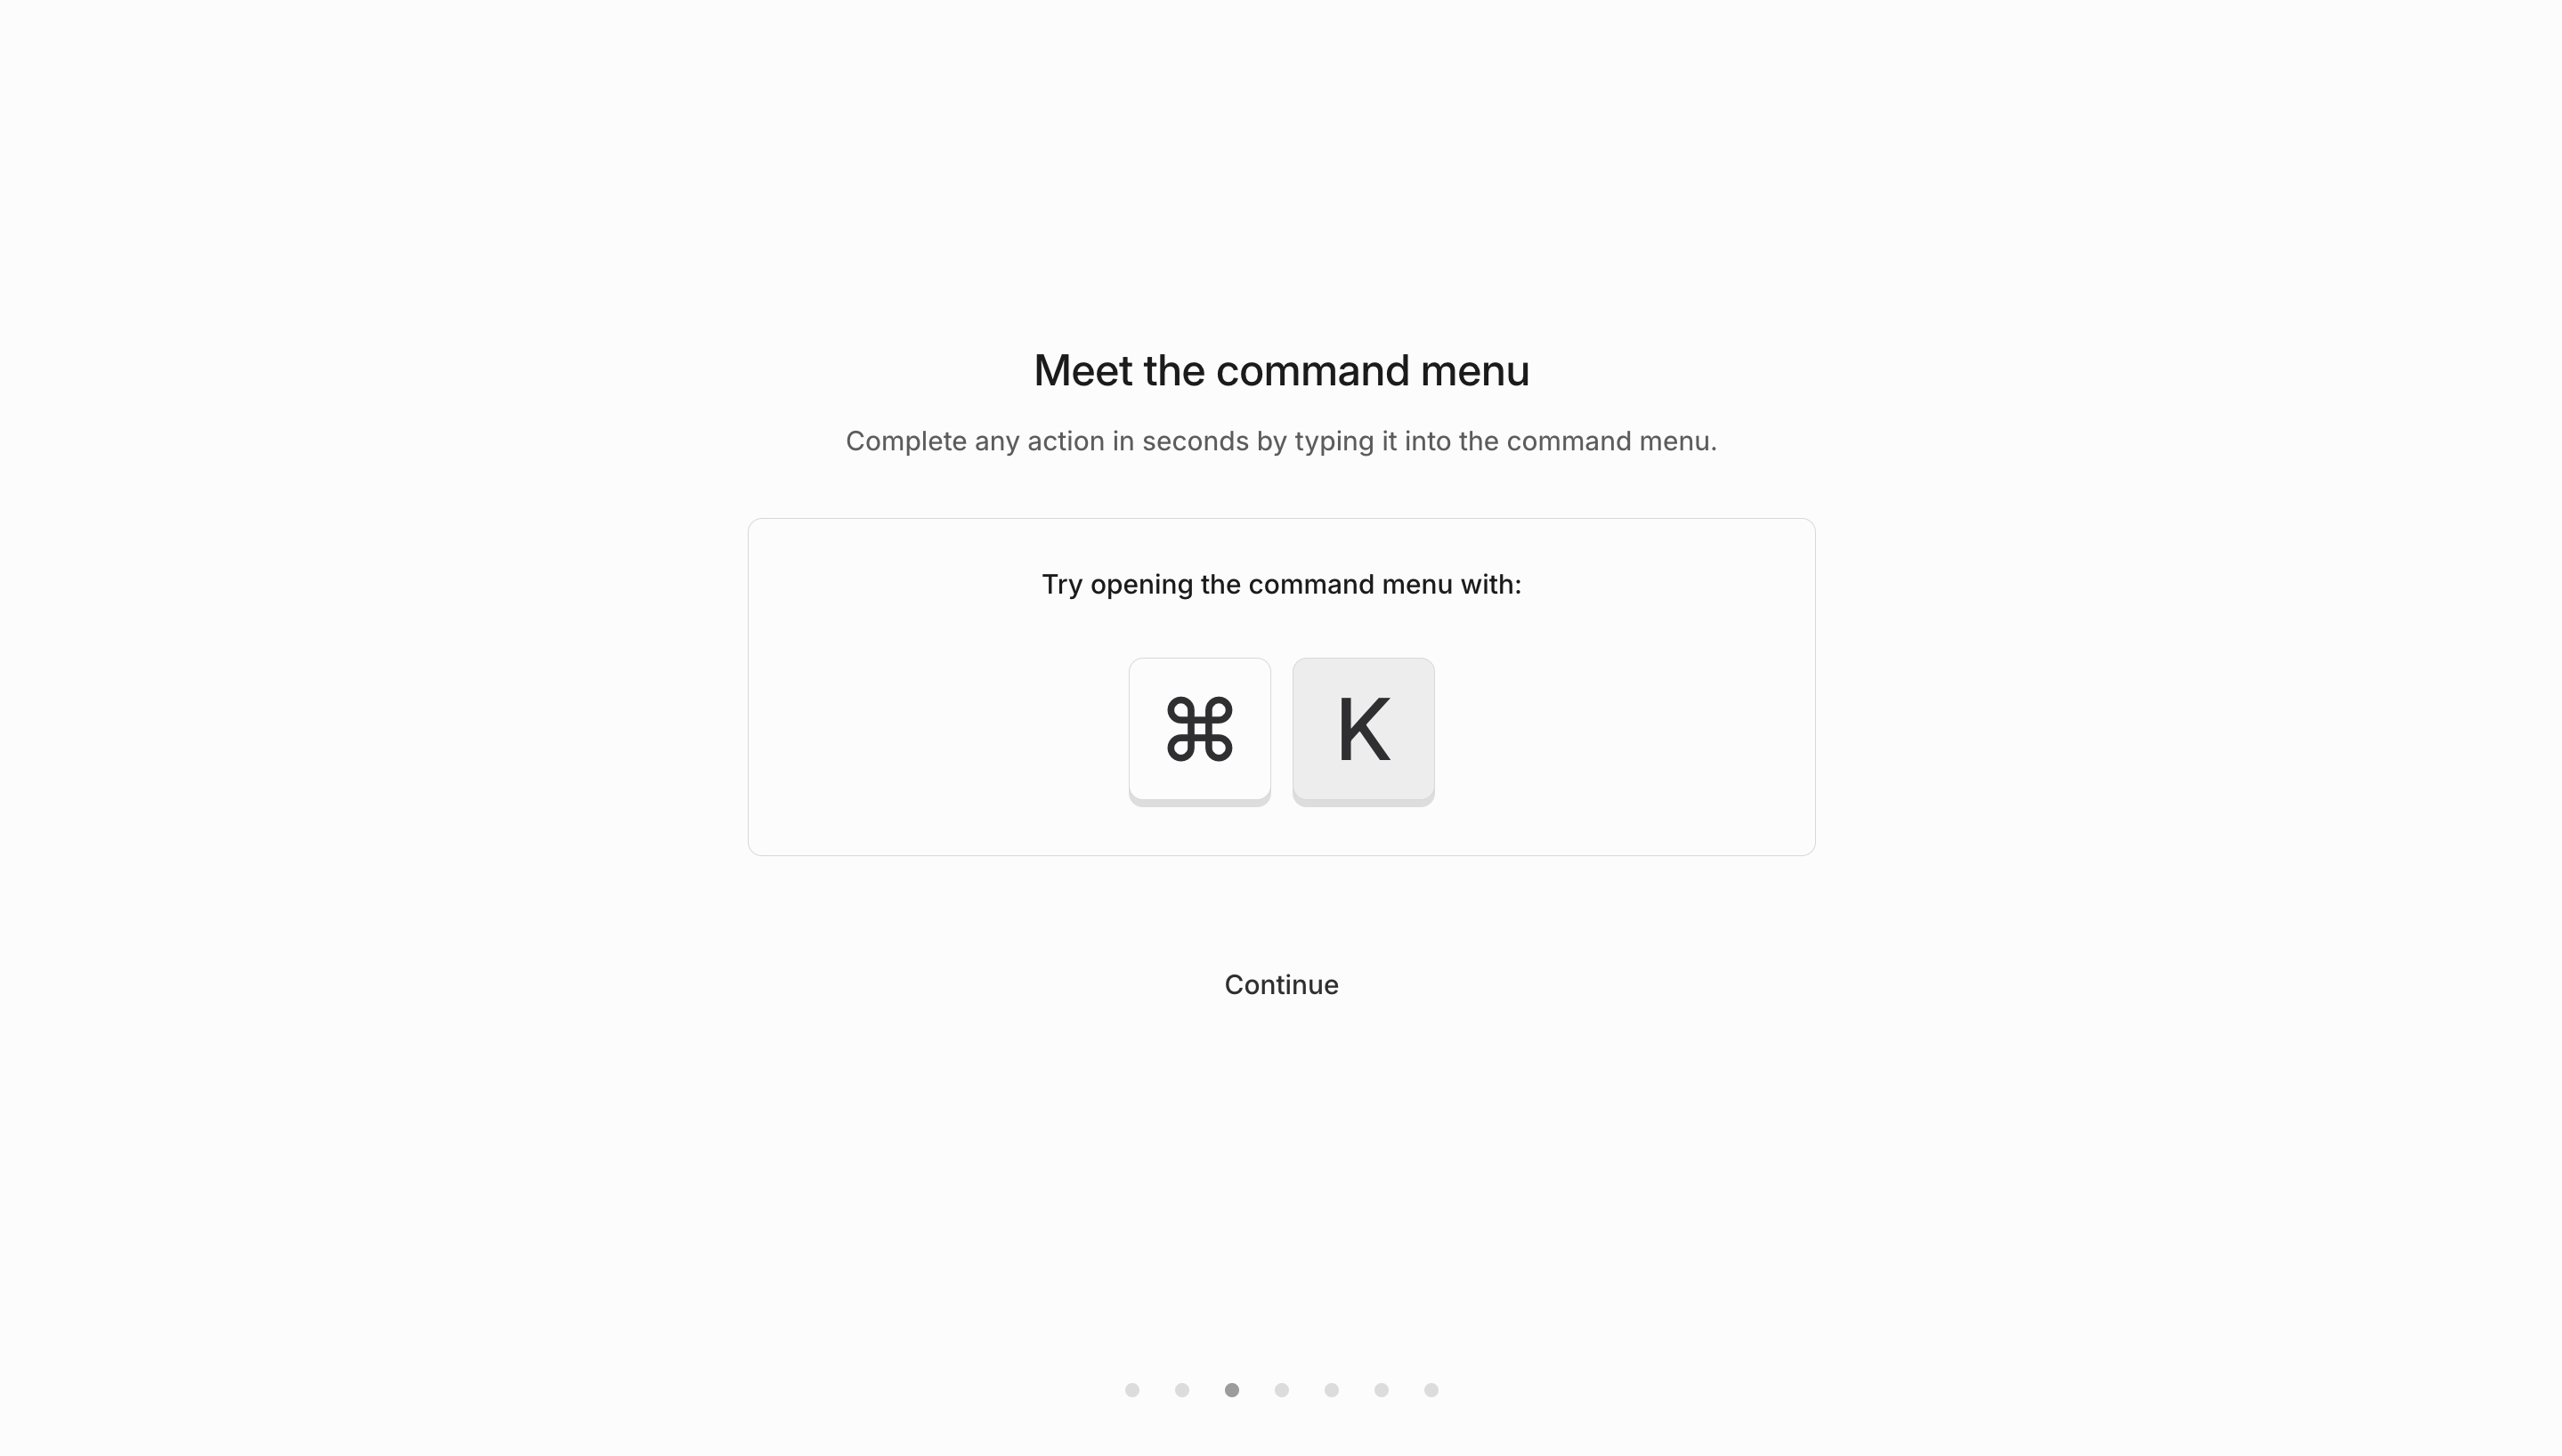 Meet the command menu
Complete any action in seconds by typing it into the command menu.
Try opening the command menu with:
⌘ K
Continue